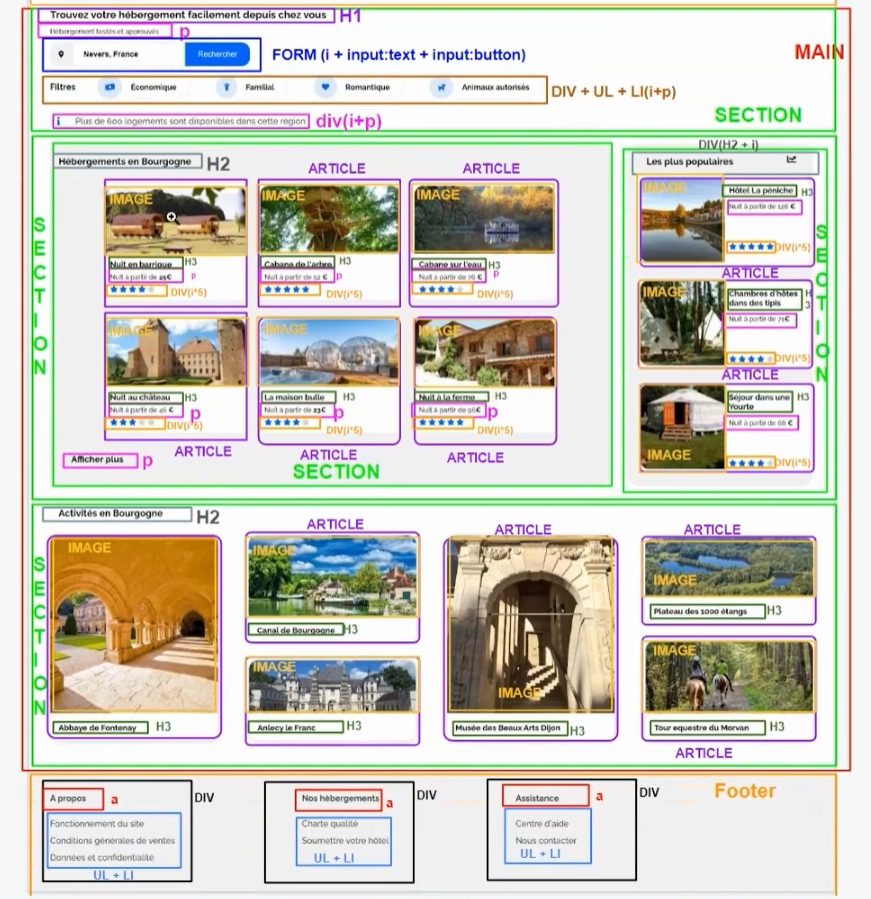 Trouvez votre hébergement facilement depuis chez vous H1
Hébergement testés et approuvés p
Nevers, France Rechercher FORM (i + input:text + input:button) MAIN
Filtres Économique Familial Romantique Animaux autorisés DIV + UL + LI(i+p)
i Plus de 600 logements sont disponibles dans cette région div(i+p) SECTION
DIV(H2 + i)
Hébergements en Bourgogne H2 ARTICLE ARTICLE Les plus populaires
SECTION
IMAGE IMAGE IMAGE
Nuit en barrique H3 Cabane de l'arbre H3 Cabane sur l'eau H3
Nuit à partir de 25€ p Nuit à partir de 52 € p Nuit à partir de 70 € p
DIV(i*5) DIV(i*5) DIV(i*5)
IMAGE IMAGE IMAGE
Nuit au château H3 La maison bulle H3 Nuit à la ferme H3
Nuit à partir de € p Nuit à partir de 23€ p Nuit à partir de € p
DIV(i*5) DIV(i*5) DIV(i*5)
ARTICLE ARTICLE ARTICLE
Afficher plus p
SECTION
IMAGE Hôtel La péniche H3
Nuit à partir de 120 €
DIV(i*5)
ARTICLE
IMAGE Chambres d'hôtes dans des tipis H3
Nuit à partir de 71€
DIV(i*5)
ARTICLE
IMAGE Séjour dans une Yourte H3
Nuit à partir de 68 €
DIV(i*5)
SECTION
Activités en Bourgogne H2
SECTION
ARTICLE ARTICLE ARTICLE
IMAGE IMAGE IMAGE IMAGE
Canal de Bourgogne H3 Plateau des 1000 étangs H3
IMAGE IMAGE
Abbaye de Fontenay H3 Anlecy le Franc H3 Musée des Beaux Arts Dijon H3 Tour equestre du Morvan H3
ARTICLE
Footer
A propos a DIV Nos hébergements a DIV Assistance a DIV
Fonctionnement du site Charte qualité Centre d'aide
Conditions générales de ventes Soumettre votre hôtel Nous contacter
Données et confidentialité UL + LI UL + LI
UL + LI